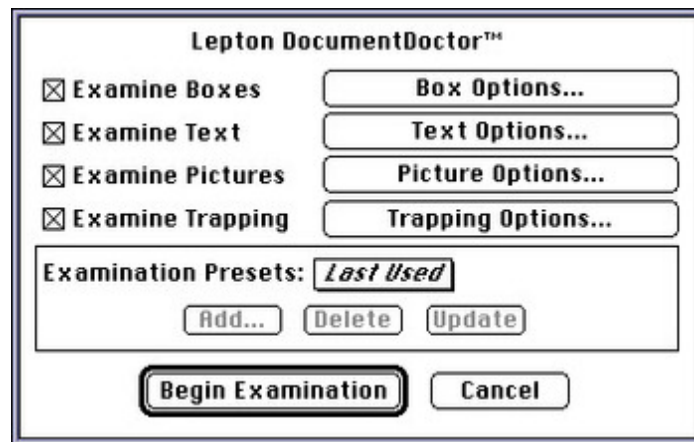 Lepton DocumentDoctor™
Examine Boxes Box Options...
Examine Text Text Options...
Examine Pictures Picture Options...
Examine Trapping Trapping Options...
Examination Presets: Last Used
Add... Delete Update
Begin Examination Cancel